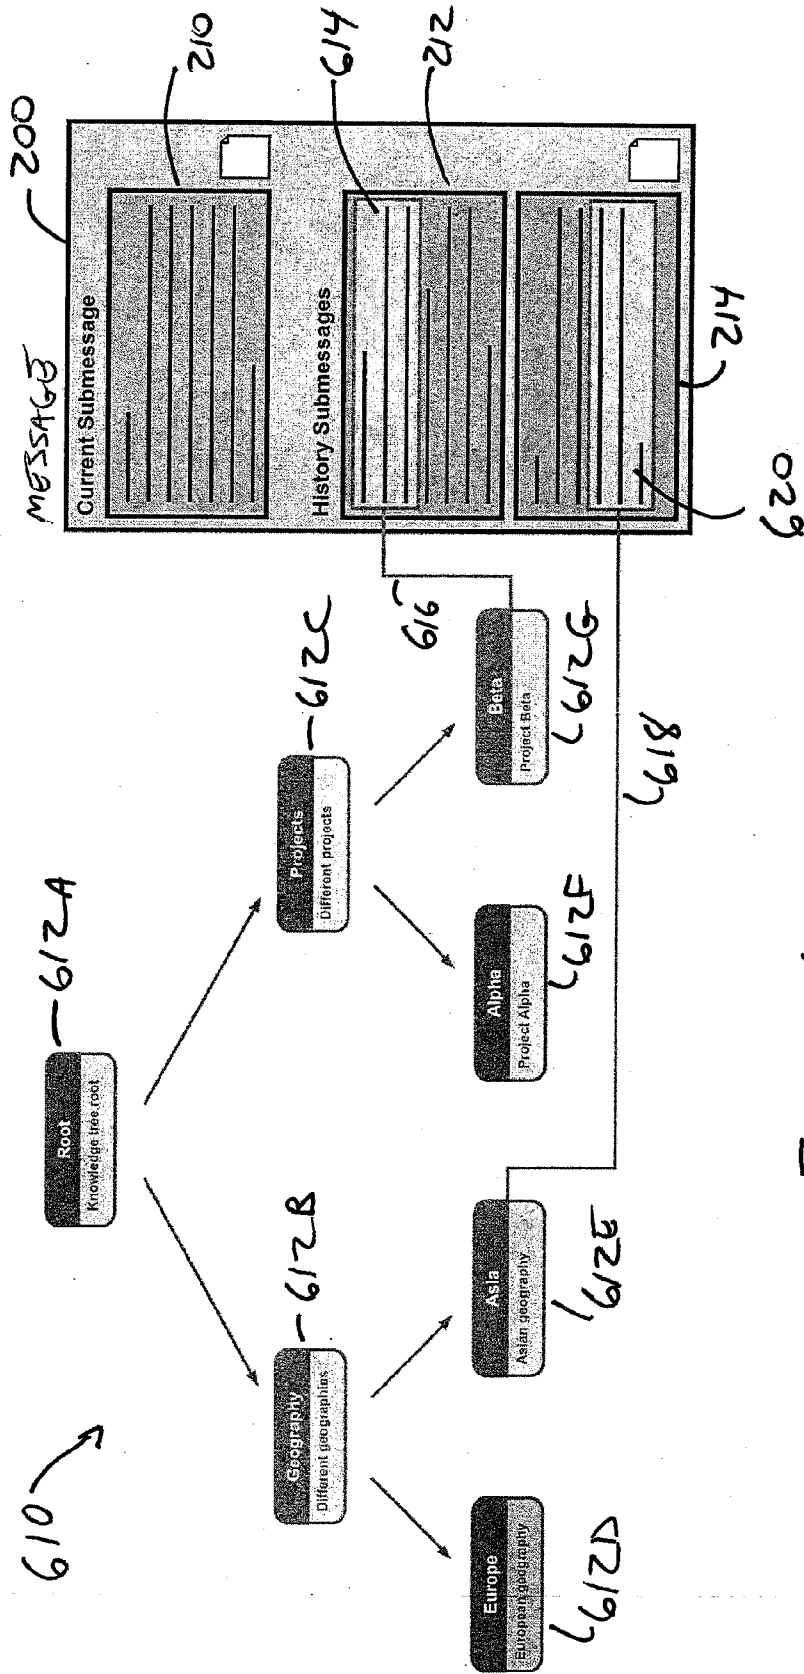 610
612A
Root
Knowledge tree root
612B
Geography
Different geographies
612C
Projects
Different projects
612D
Europe
European geography
612E
Asia
Asian geography
612F
Alpha
Project Alpha
612G
Beta
Project Beta
616
618
MESSAGE
200
Current Submessage
210
History Submessages
614
212
214
620